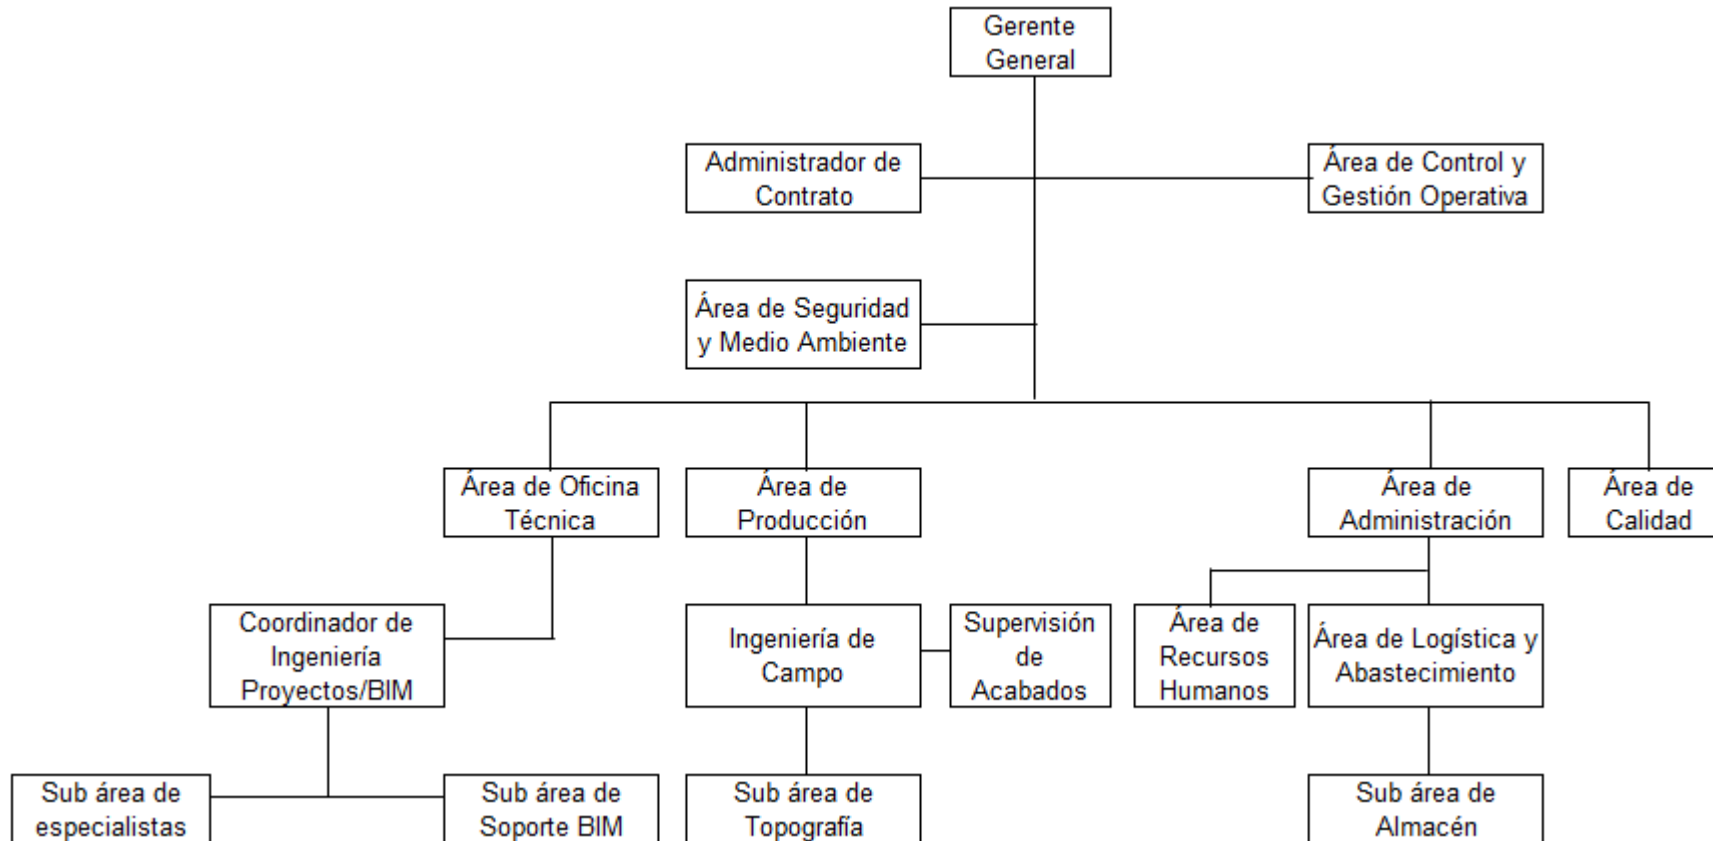 Gerente
General
Administrador de
Contrato
Área de Control y
Gestión Operativa
Área de Seguridad
y Medio Ambiente
Área de Oficina
Técnica
Área de
Producción
Área de
Administración
Área de
Calidad
Coordinador de
Ingeniería
Proyectos/BIM
Ingeniería de
Campo
Supervisión
de
Acabados
Área de
Recursos
Humanos
Área de Logística y
Abastecimiento
Sub área de
especialistas
Sub área de
Soporte BIM
Sub área de
Topografía
Sub área de
Almacén